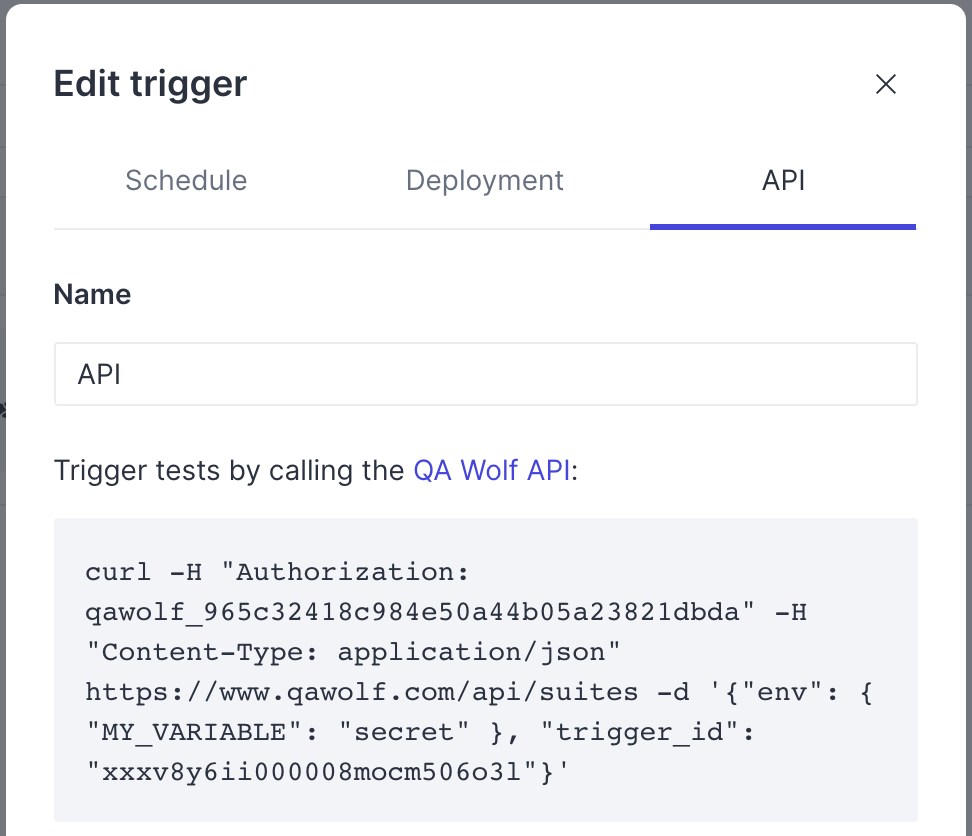 Edit trigger
Schedule
Deployment
API
Name
API
Trigger tests by calling the QA Wolf API:
curl -H "Authorization:
qawolf_965c32418c984e50a44b05a23821dbda" -H
"Content-Type: application/json"
https://www.qawolf.com/api/suites -d '{"env": {
"MY_VARIABLE": "secret" }, "trigger_id":
"xxxv8y6ii000008mocm506o3l"}'